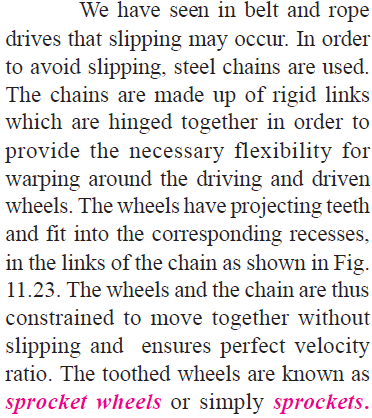 We have seen in belt and rope
drives that slipping may occur. In order
to avoid slipping, steel chains are used.
The chains are made up of rigid links
which are hinged together in order to
provide the necessary flexibility for
warping around the driving and driven
wheels. The wheels have projecting teeth
and fit into the corresponding recesses,
in the links of the chain as shown in Fig.
11.23. The wheels and the chain are thus
constrained to move together without
slipping and ensures perfect velocity
ratio. The toothed wheels are known as
sprocket wheels or simply sprockets.